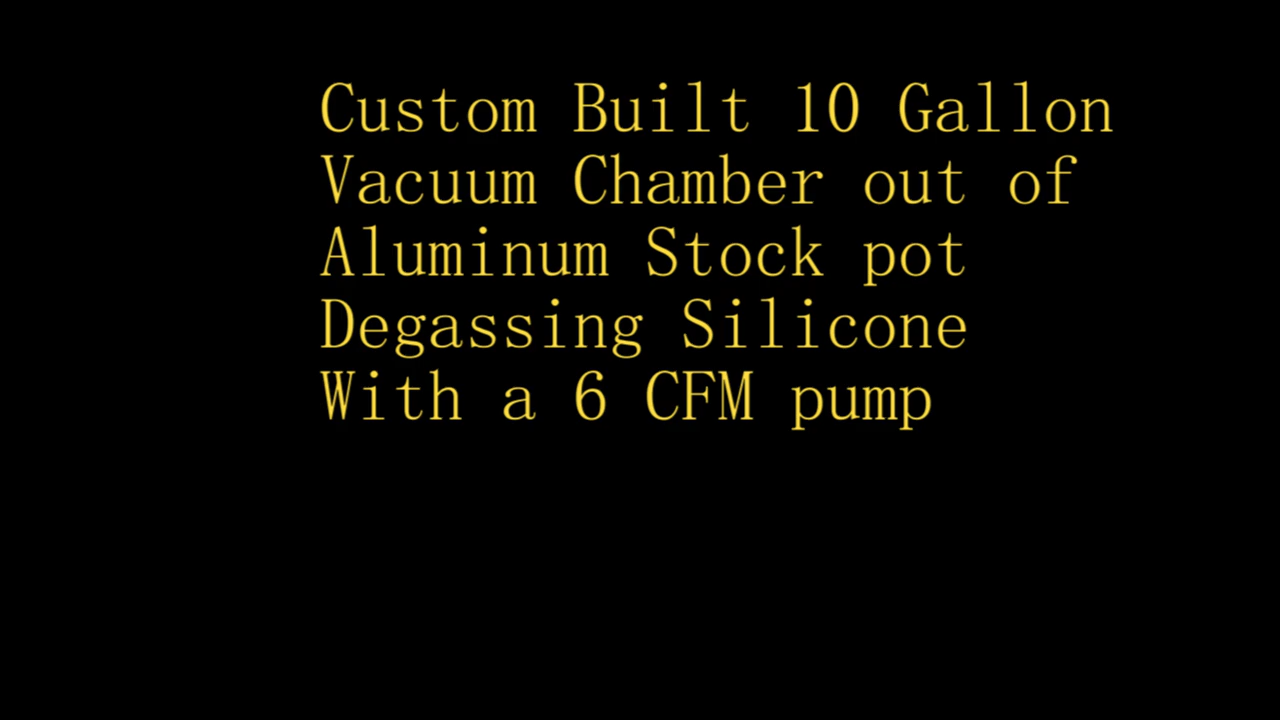 Custom Built 10 Gallon
Vacuum Chamber out of
Aluminum Stock pot
Degassing Silicone
With a 6 CFM pump